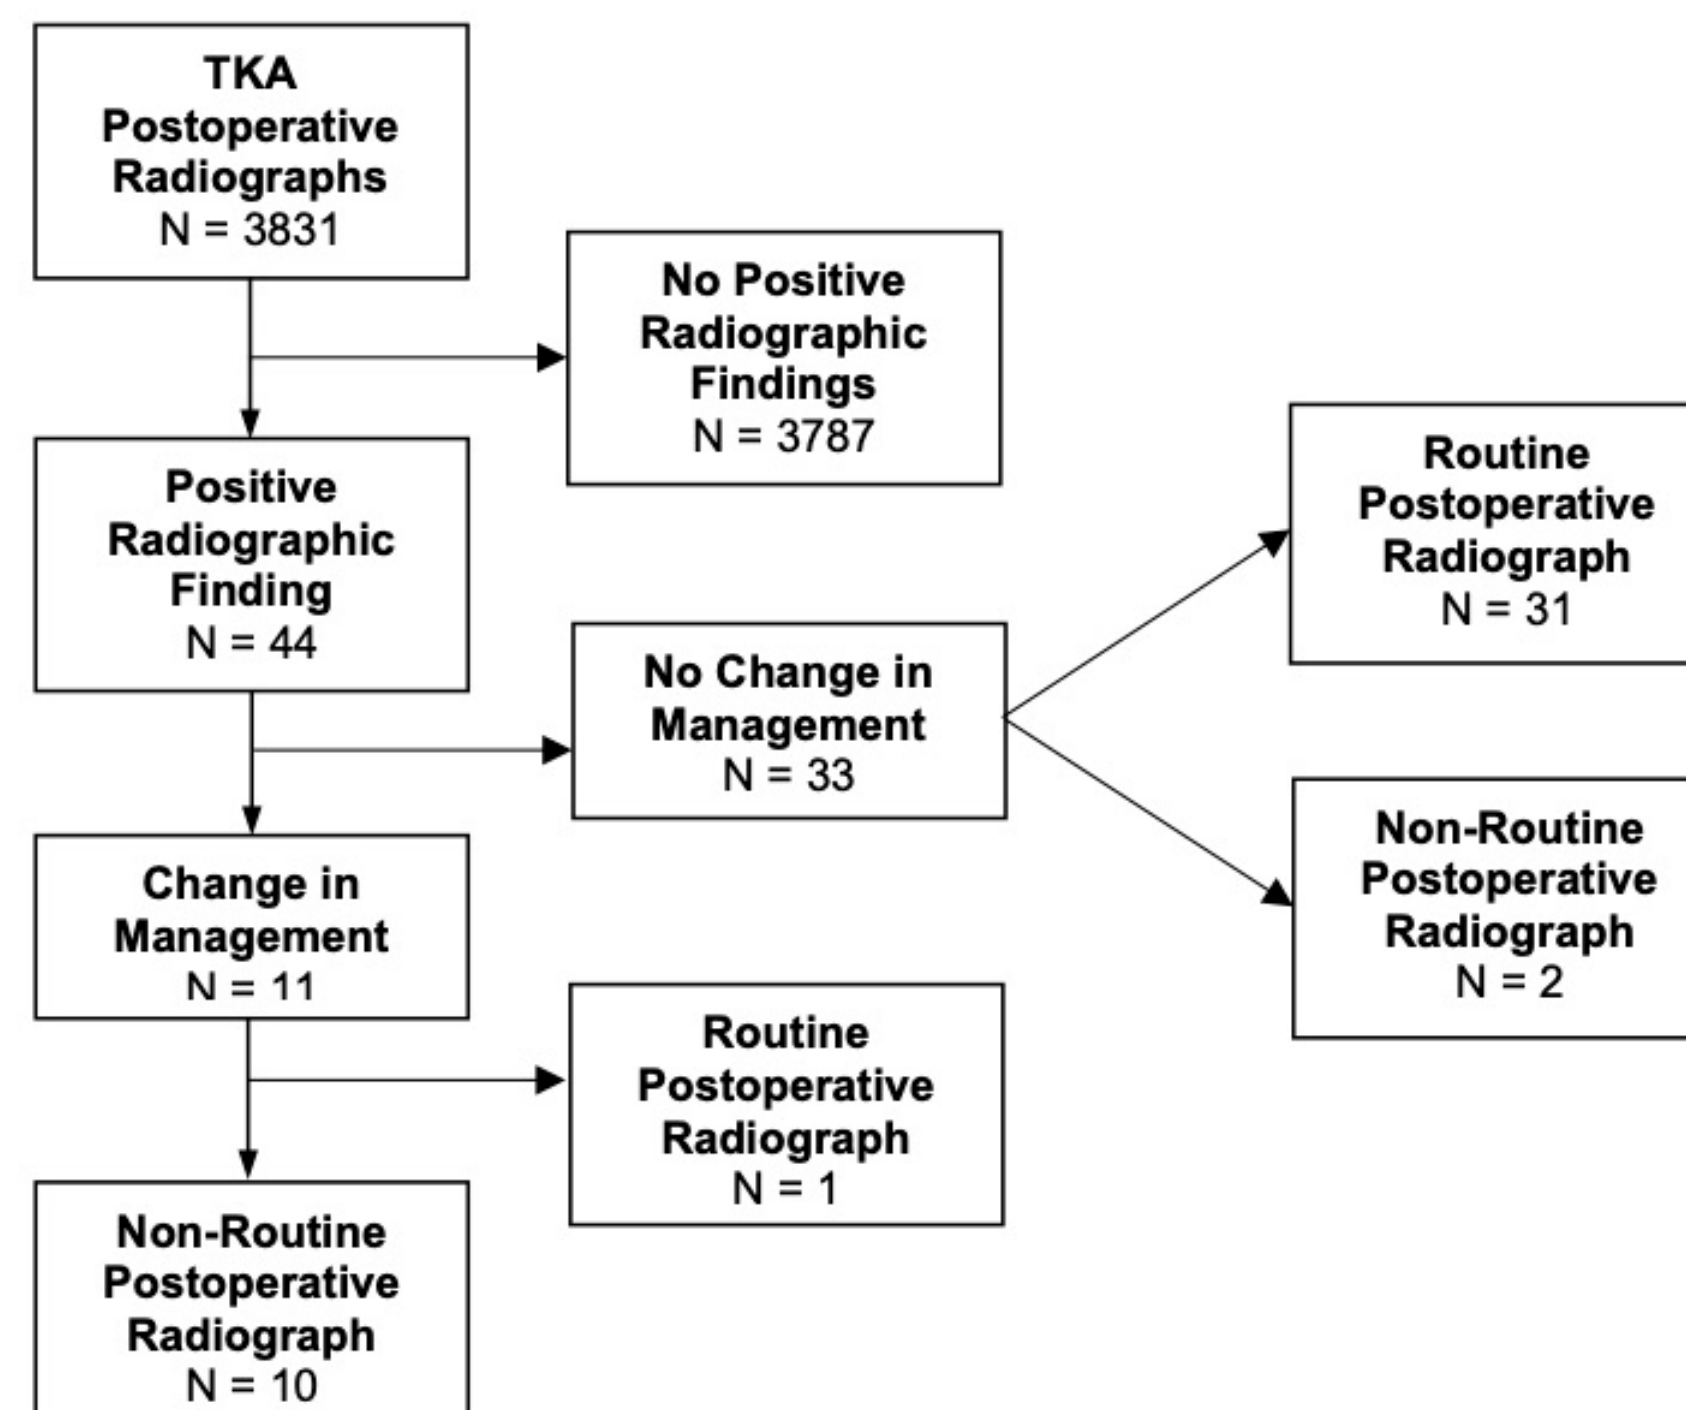 TKA
Postoperative
Radiographs
N = 3831
No Positive
Radiographic
Findings
N = 3787
Positive
Radiographic
Finding
N = 44
No Change in
Management
N = 33
Routine
Postoperative
Radiograph
N = 31
Non-Routine
Postoperative
Radiograph
N = 2
Change in
Management
N = 11
Routine
Postoperative
Radiograph
N = 1
Non-Routine
Postoperative
Radiograph
N = 10